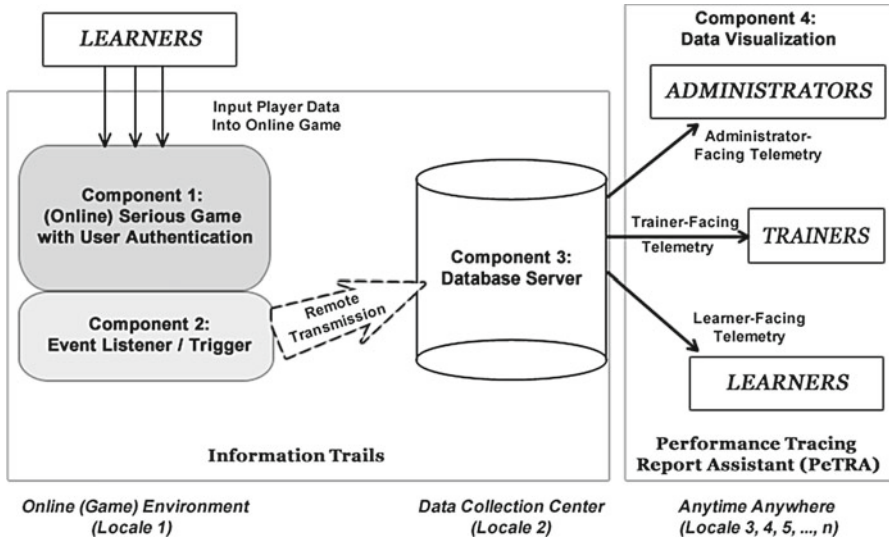 LEARNERS
Input Player Data
Into Online Game
Component 1:
(Online) Serious Game
with User Authentication
Component 2:
Event Listener / Trigger
Remote
Transmission
Component 3:
Database Server
Information Trails
Component 4:
Data Visualization
ADMINISTRATORS
Administrator-
Facing Telemetry
Trainer-Facing
Telemetry
TRAINERS
Learner-Facing
Telemetry
LEARNERS
Performance Tracing
Report Assistant (PeTRA)
Online (Game) Environment
(Locale 1)
Data Collection Center
(Locale 2)
Anytime Anywhere
(Locale 3, 4, 5, ..., n)